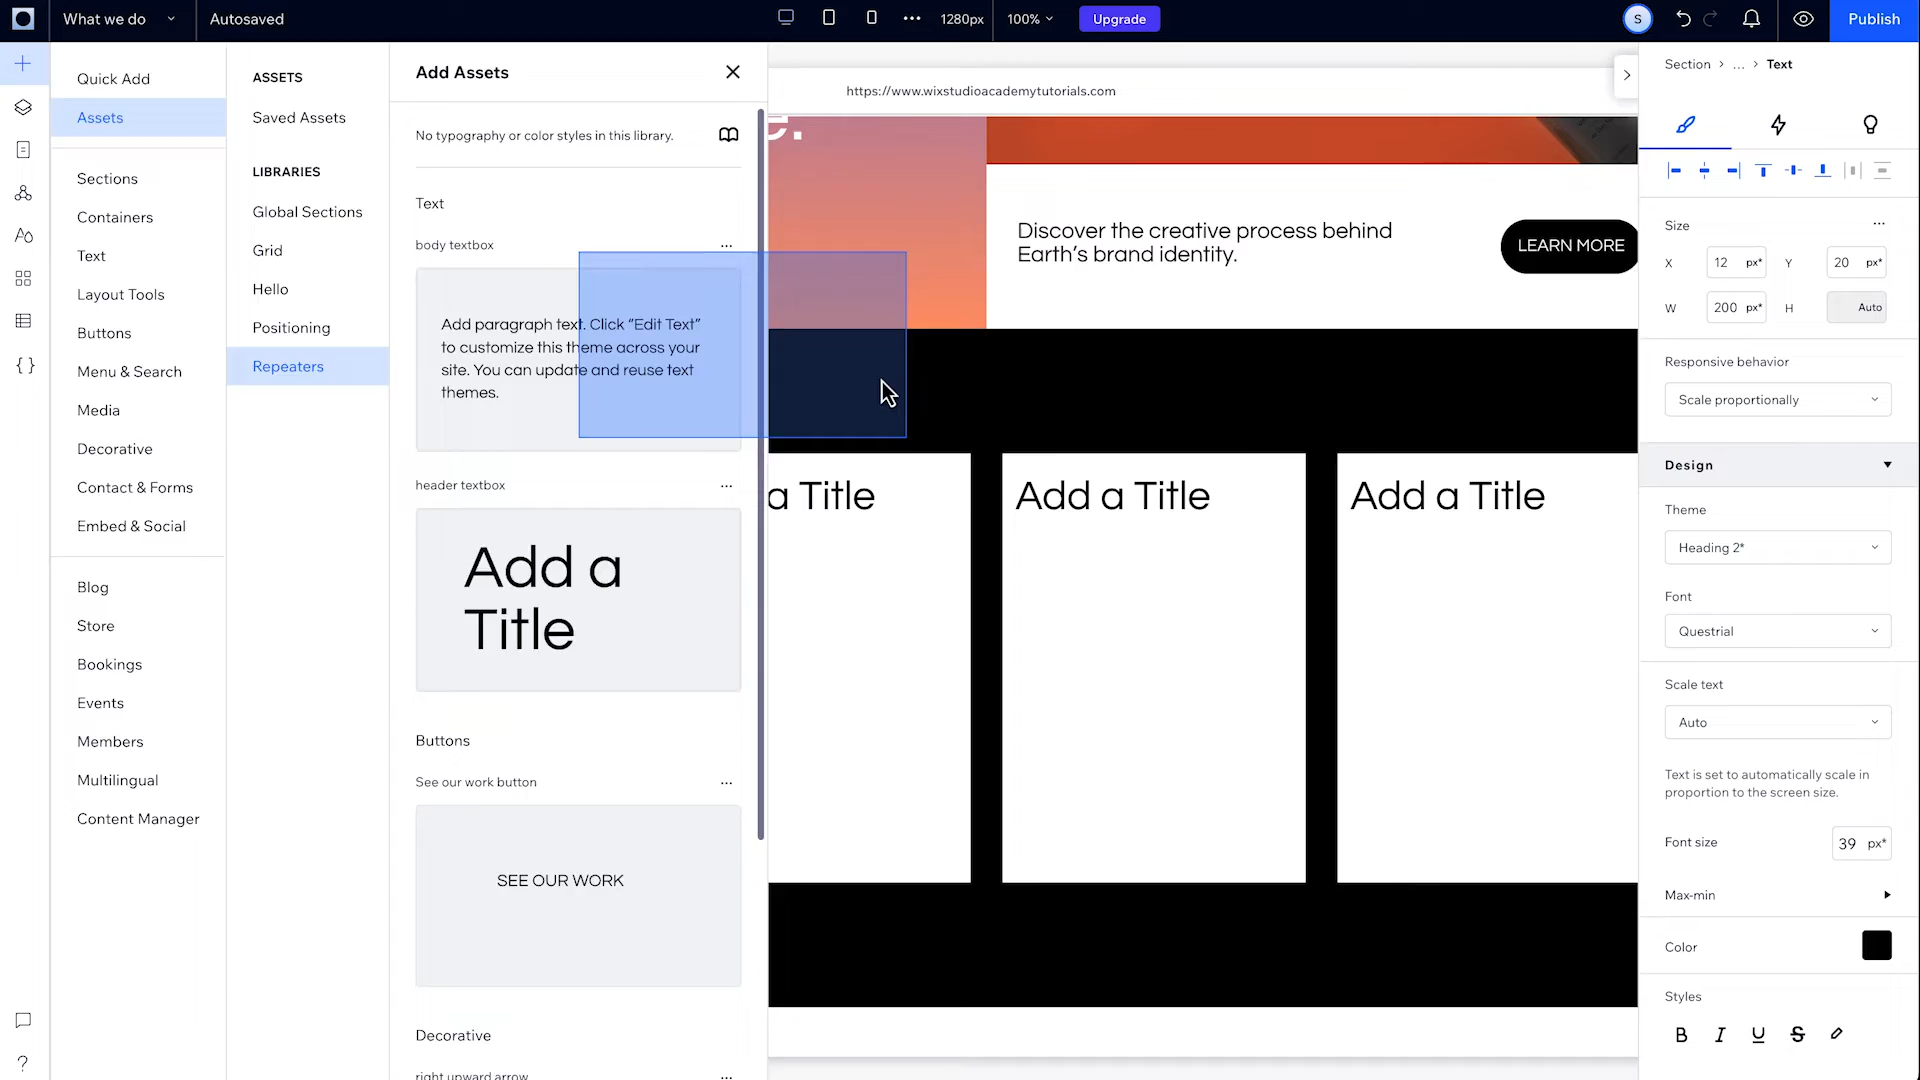 What we do
Autosaved
1280px
100%
Upgrade
S
Publish
Quick Add
Assets
Sections
Containers
Text
Layout Tools
Buttons
Menu & Search
Media
Decorative
Contact & Forms
Embed & Social
Blog
Store
Bookings
Events
Members
Multilingual
Content Manager
ASSETS
Saved Assets
LIBRARIES
Global Sections
Grid
Hello
Positioning
Repeaters
Add Assets
No typography or color styles in this library.
Text
body textbox
Add paragraph text. Click “Edit Text”
to customize this theme across your
site. You can update and reuse text
themes.
header textbox
Add a
Title
Buttons
See our work button
SEE OUR WORK
Decorative
right upward arrow
https://www.wixstudioacademytutorials.com
e.
Discover the creative process behind
Earth’s brand identity.
LEARN MORE
a Title
Add a Title
Add a Title
Section > ... > Text
Size
X 12 px* Y 20 px*
W 200 px* H Auto
Responsive behavior
Scale proportionally
Design
Theme
Heading 2*
Font
Questrial
Scale text
Auto
Text is set to automatically scale in
proportion to the screen size.
Font size 39 px*
Max-min
Color
Styles
B I U S